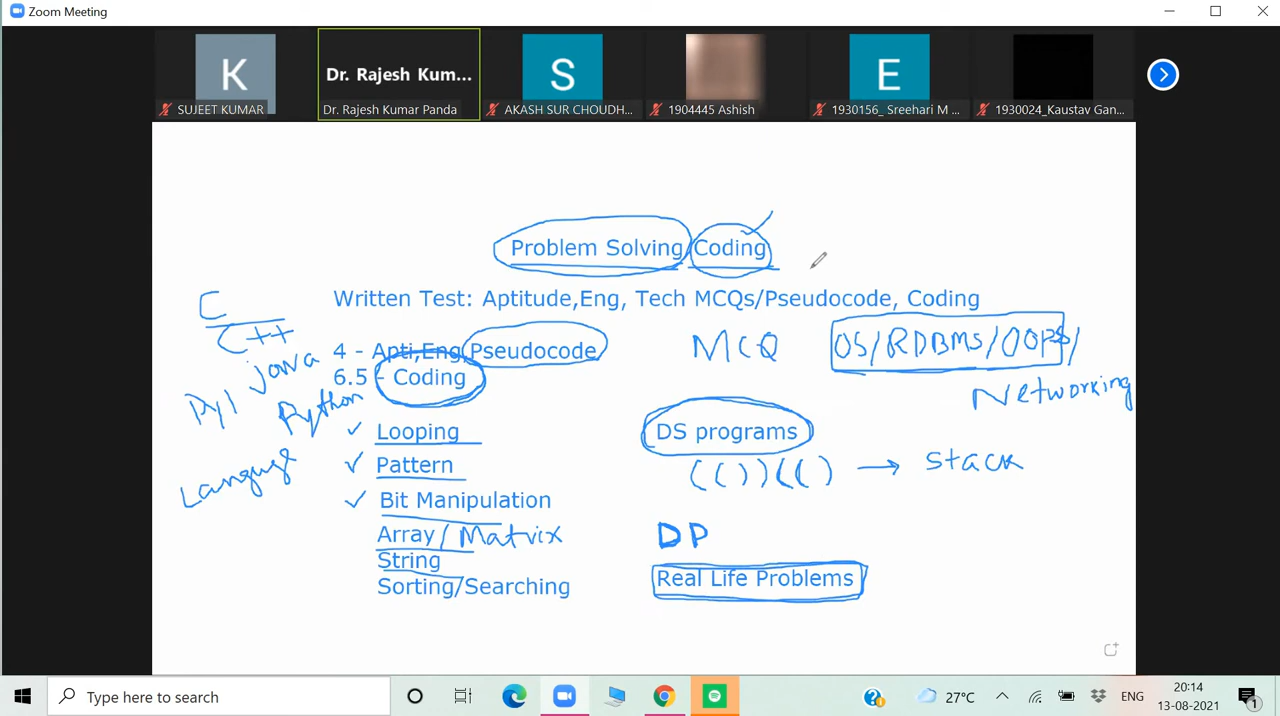 Zoom Meeting
K
SUJEET KUMAR
Dr. Rajesh Kum...
Dr. Rajesh Kumar Panda
S
AKASH SUR CHOUDH...
1904445 Ashish
E
1930156_ Sreehari M ...
1930024_Kaustav Gan...
Problem Solving Coding
Written Test: Aptitude,Eng, Tech MCQs/Pseudocode, Coding
C
C++
java
Python
Language
4 - Apti,Eng,Pseudocode
6.5 - Coding
Looping
Pattern
Bit Manipulation
Array/ Matrix
String
Sorting/Searching
MCQ
OS/RDBMS/OOPS/
Networking
DS programs
(())(() → stack
DP
Real Life Problems
Type here to search
27°C
ENG
20:14
13-08-2021
1